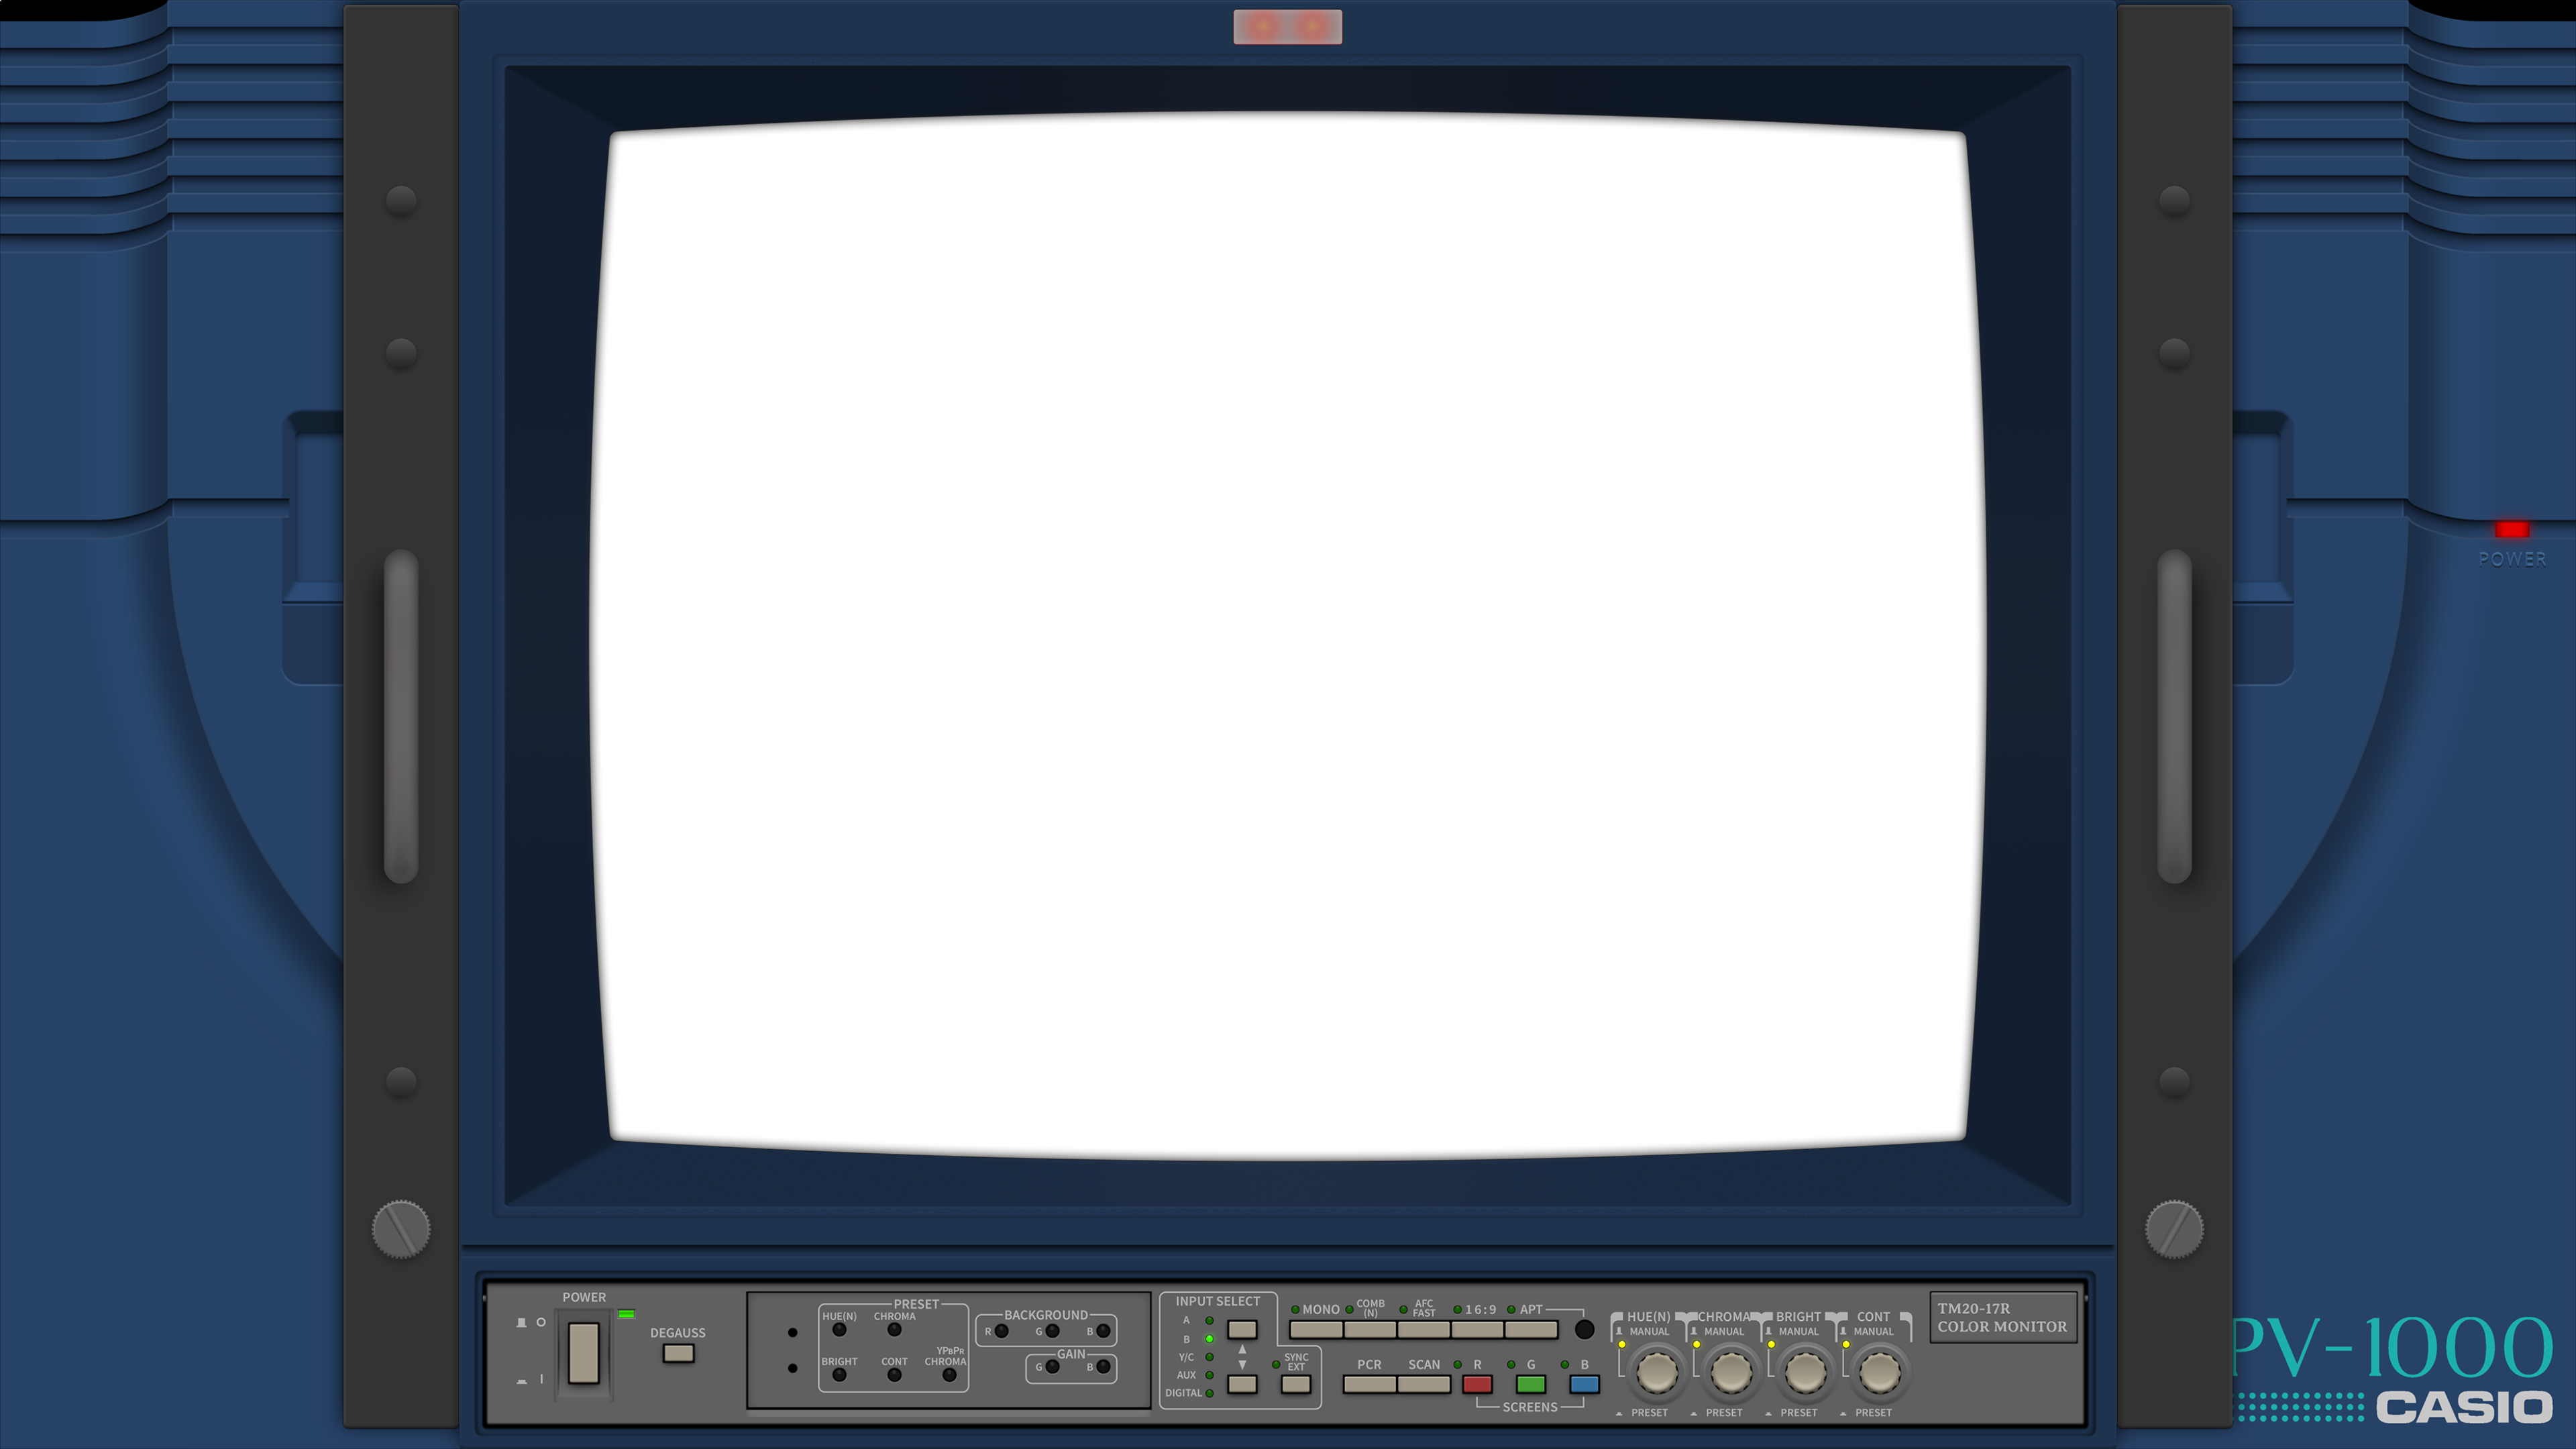 POWER
POWER
DEGAUSS
PRESET
HUE(N) CHROMA
BRIGHT CONT YPBPR CHROMA
BACKGROUND
R G B
GAIN
G B
INPUT SELECT
A
B
Y/C
AUX
DIGITAL
SYNC EXT
MONO COMB (N) AFC FAST 16:9 APT
PCR SCAN R G B
SCREENS
HUE(N) CHROMA BRIGHT CONT
MANUAL MANUAL MANUAL MANUAL
PRESET PRESET PRESET PRESET
TM20-17R
COLOR MONITOR
PV-1000
CASIO